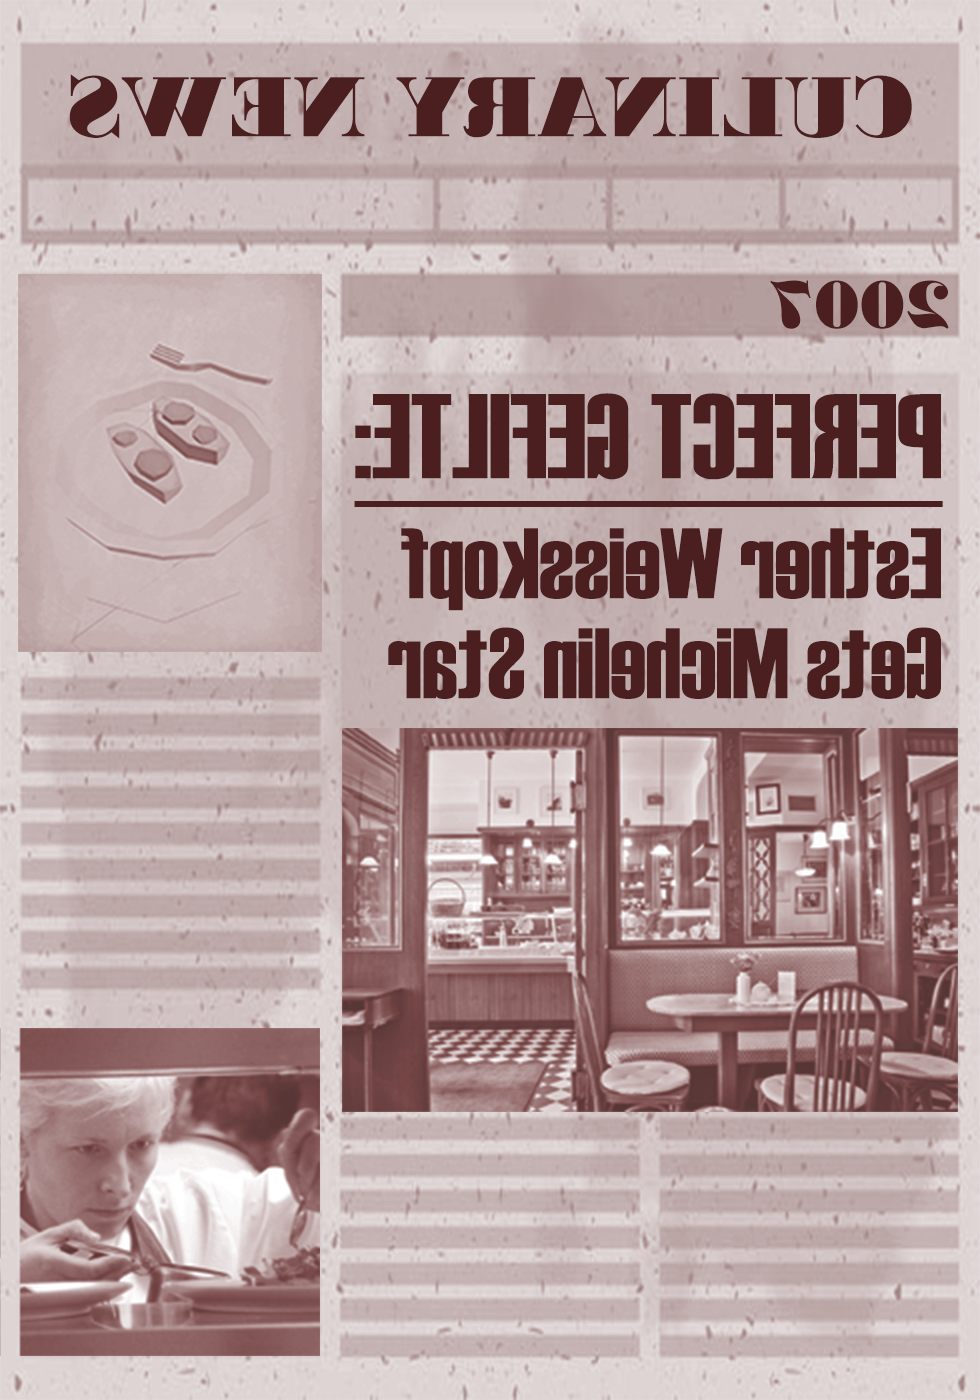 CULINARY NEWS
2007
PERFECT GEFILTE:
Esther Weisskopf
Gets Michelin Star